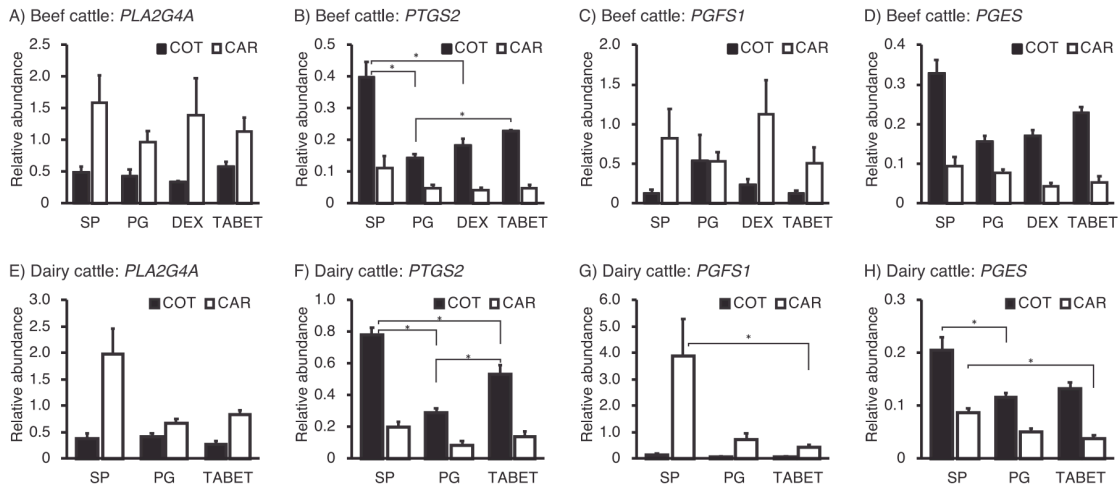 A) Beef cattle: PLA2G4A
Relative abundance
2.5
2.0
1.5
1.0
0.5
0
COT CAR
SP PG DEX TABET
B) Beef cattle: PTGS2
Relative abundance
0.5
0.4
0.3
0.2
0.1
0
COT CAR
*
*
*
SP PG DEX TABET
C) Beef cattle: PGFS1
Relative abundance
2.0
1.5
1.0
0.5
0
COT CAR
SP PG DEX TABET
D) Beef cattle: PGES
Relative abundance
0.4
0.3
0.2
0.1
0
COT CAR
SP PG DEX TABET
E) Dairy cattle: PLA2G4A
Relative abundance
3.0
2.5
2.0
1.5
1.0
0.5
0
COT CAR
SP PG TABET
F) Dairy cattle: PTGS2
Relative abundance
1.0
0.8
0.6
0.4
0.2
0
COT CAR
*
*
*
SP PG TABET
G) Dairy cattle: PGFS1
Relative abundance
6.0
5.0
4.0
3.0
2.0
1.0
0
COT CAR
*
SP PG TABET
H) Dairy cattle: PGES
Relative abundance
0.3
0.2
0.1
0
COT CAR
*
*
SP PG TABET